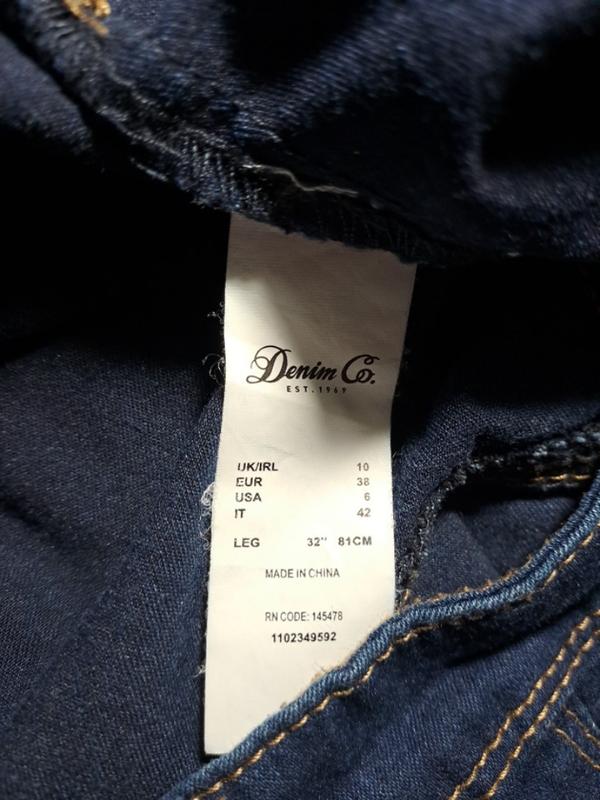 Denim Co.
EST. 1969
UK/IRL 10
EUR 38
USA 6
IT 42
LEG 32" 81CM
MADE IN CHINA
RN CODE: 145478
1102349592